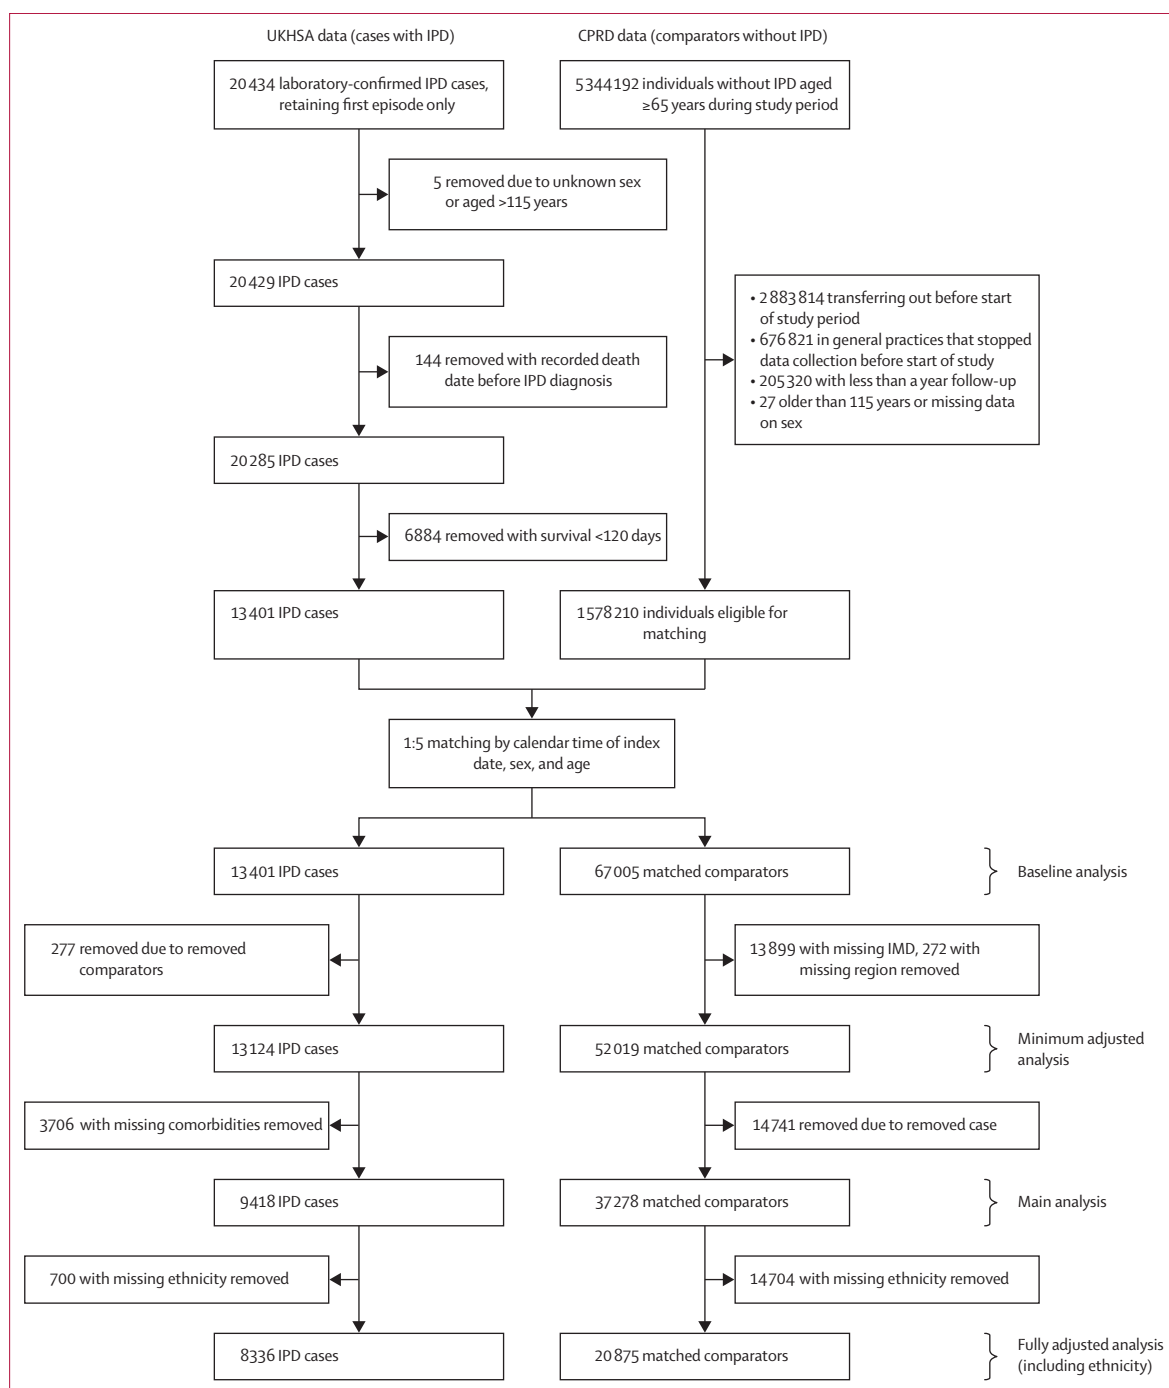 UKHSA data (cases with IPD)
CPRD data (comparators without IPD)
20 434 laboratory-confirmed IPD cases,
retaining first episode only
5 344 192 individuals without IPD aged
≥65 years during study period
5 removed due to unknown sex
or aged >115 years
20 429 IPD cases
• 2 883 814 transferring out before start
of study period
• 676 821 in general practices that stopped
data collection before start of study
• 205 320 with less than a year follow-up
• 27 older than 115 years or missing data
on sex
144 removed with recorded death
date before IPD diagnosis
20 285 IPD cases
6884 removed with survival <120 days
13 401 IPD cases
1 578 210 individuals eligible for
matching
1:5 matching by calendar time of index
date, sex, and age
13 401 IPD cases
67 005 matched comparators
Baseline analysis
277 removed due to removed
comparators
13 899 with missing IMD, 272 with
missing region removed
13 124 IPD cases
52 019 matched comparators
Minimum adjusted
analysis
3706 with missing comorbidities removed
14 741 removed due to removed case
9418 IPD cases
37 278 matched comparators
Main analysis
700 with missing ethnicity removed
14 704 with missing ethnicity removed
8336 IPD cases
20 875 matched comparators
Fully adjusted analysis
(including ethnicity)